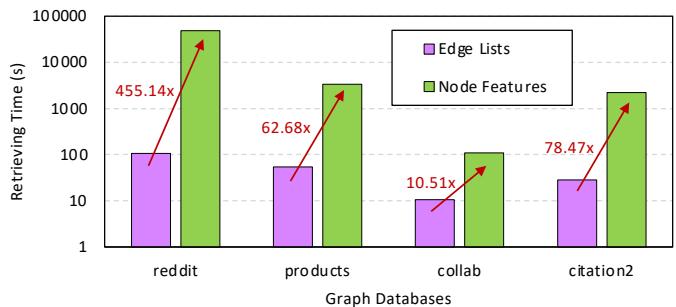 100000
10000
1000
100
10
1
Retrieving Time (s)
Edge Lists
Node Features
455.14x
62.68x
10.51x
78.47x
reddit
products
collab
citation2
Graph Databases